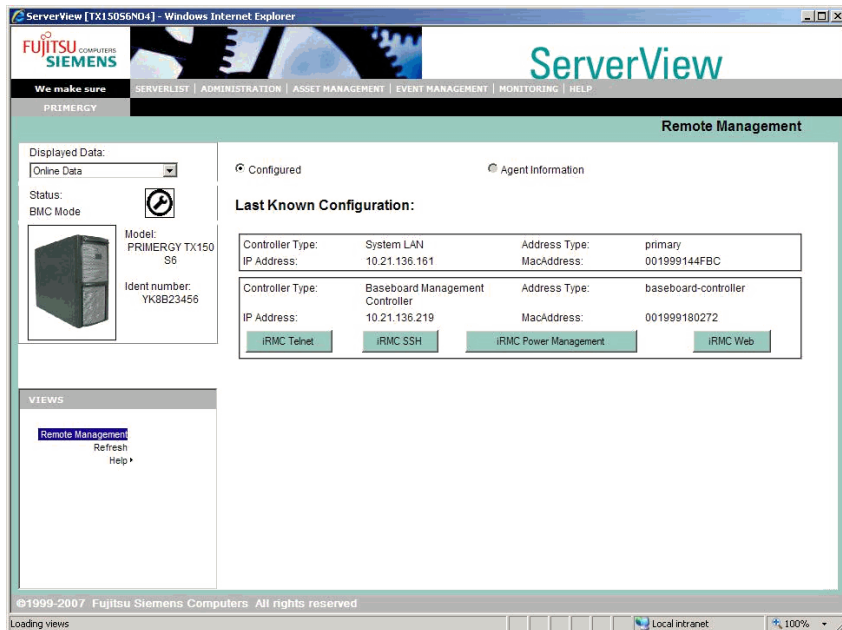 ServerView [TX150S6NO4] - Windows Internet Explorer
FUJITSU COMPUTERS
SIEMENS
ServerView
We make sure SERVERLIST | ADMINISTRATION | ASSET MANAGEMENT | EVENT MANAGEMENT | MONITORING | HELP
PRIMERGY
Remote Management
Displayed Data:
Online Data
Configured Agent Information
Status:
BMC Mode
Last Known Configuration:
Model:
PRIMERGY TX150
S6
Ident number:
YK8B23456
Controller Type: System LAN Address Type: primary
IP Address: 10.21.136.161 MacAddress: 001999144FBC
Controller Type: Baseboard Management Address Type: baseboard-controller
Controller
IP Address: 10.21.136.219 MacAddress: 001999180272
iRMC Telnet iRMC SSH iRMC Power Management iRMC Web
VIEWS
Remote Management
Refresh
Help
©1999-2007 Fujitsu Siemens Computers All rights reserved
Loading views Local intranet 100%